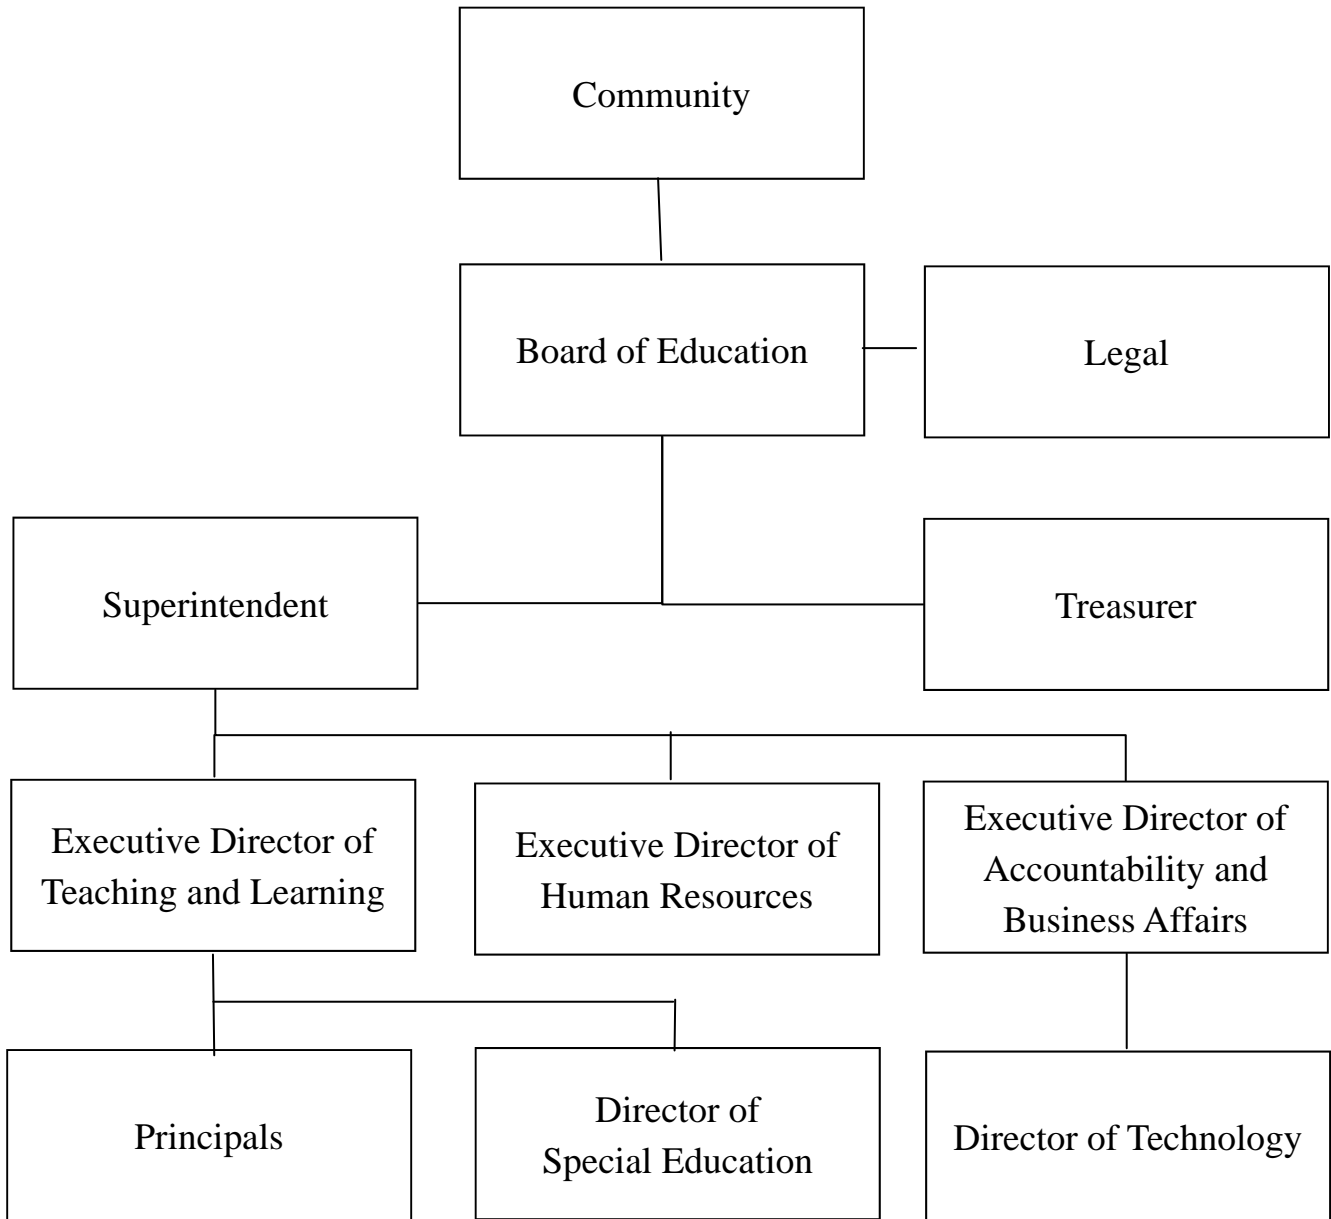 Community
Board of Education
Legal
Superintendent
Treasurer
Executive Director of
Teaching and Learning
Executive Director of
Human Resources
Executive Director of
Accountability and
Business Affairs
Principals
Director of
Special Education
Director of Technology